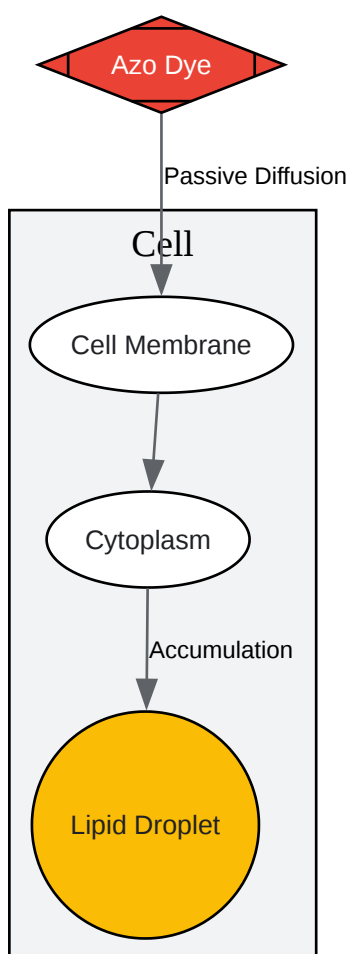 Azo Dye
Passive Diffusion
Cell
Cell Membrane
Cytoplasm
Accumulation
Lipid Droplet